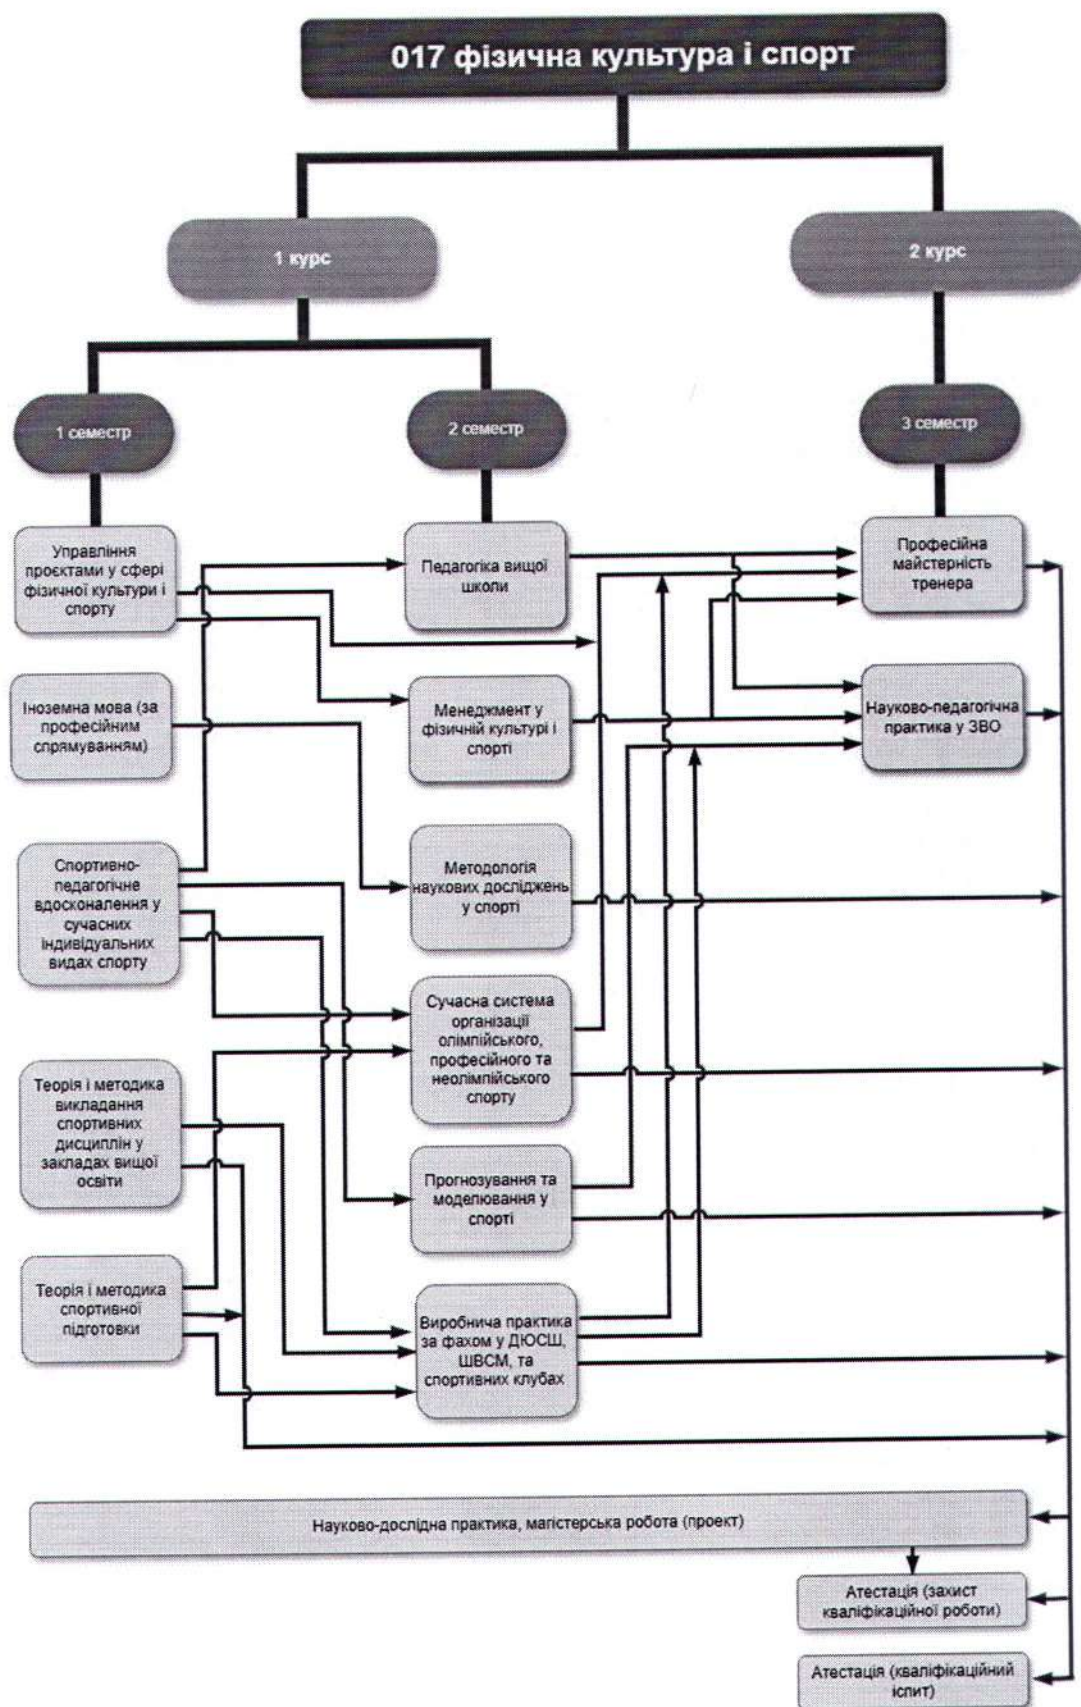 017 фізична культура і спорт
1 курс
2 курс
1 семестр
2 семестр
3 семестр
Управління
проєктами у сфері
фізичної культури і
спорту
Іноземна мова (за
професійним
спрямуванням)
Спортивно-
педагогічне
вдосконалення у
сучасних
індивідуальних
видах спорту
Теорія і методика
викладання
спортивних
дисциплін у
закладах вищої
освіти
Теорія і методика
спортивної
підготовки
Педагогіка вищої
школи
Менеджмент у
фізичній культурі і
спорті
Методологія
наукових досліджень
у спорті
Сучасна система
організації
олімпійського,
професійного та
неолімпійського
спорту
Прогнозування та
моделювання у
спорті
Виробнича практика
за фахом у ДЮСШ,
ШВСМ, та
спортивних клубах
Професійна
майстерність
тренера
Науково-педагогічна
практика у ЗВО
Науково-дослідна практика, магістерська робота (проект)
Атестація (захист
кваліфікаційної роботи)
Атестація (кваліфікаційний
іспит)